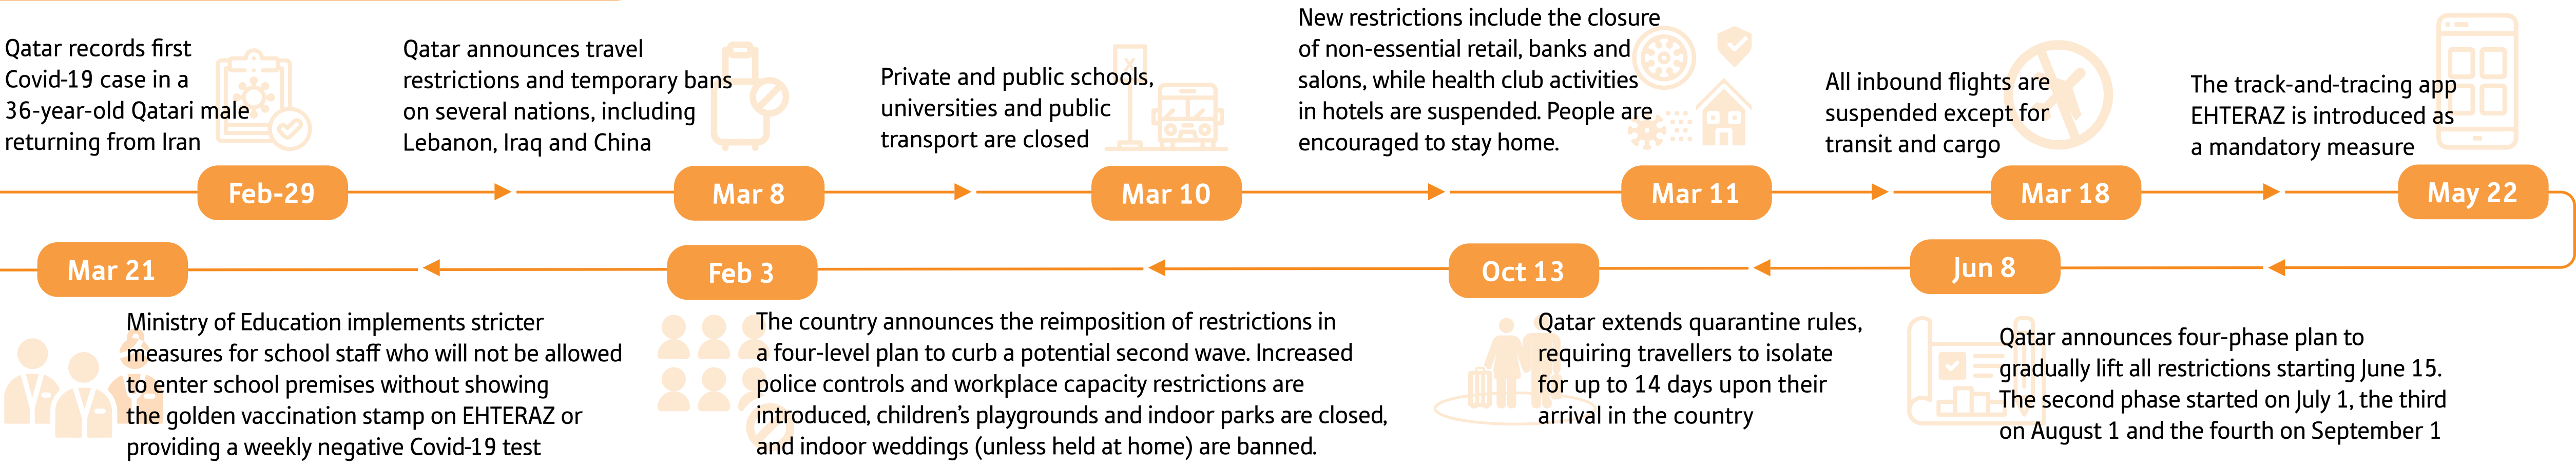 Qatar records first
Covid-19 case in a
36-year-old Qatari male
returning from Iran
Feb-29
Qatar announces travel
restrictions and temporary bans
on several nations, including
Lebanon, Iraq and China
Mar 8
Private and public schools,
universities and public
transport are closed
X
Mar 10
New restrictions include the closure
of non-essential retail, banks and
salons, while health club activities
in hotels are suspended. People are
encouraged to stay home.
Mar 11
All inbound flights are
suspended except for
transit and cargo
Mar 18
The track-and-tracing app
EHTERAZ is introduced as
a mandatory measure
May 22
Jun 8
Qatar announces four-phase plan to
gradually lift all restrictions starting June 15.
The second phase started on July 1, the third
on August 1 and the fourth on September 1
Oct 13
Qatar extends quarantine rules,
requiring travellers to isolate
for up to 14 days upon their
arrival in the country
Feb 3
The country announces the reimposition of restrictions in
a four-level plan to curb a potential second wave. Increased
police controls and workplace capacity restrictions are
introduced, children’s playgrounds and indoor parks are closed,
and indoor weddings (unless held at home) are banned.
Mar 21
Ministry of Education implements stricter
measures for school staff who will not be allowed
to enter school premises without showing
the golden vaccination stamp on EHTERAZ or
providing a weekly negative Covid-19 test